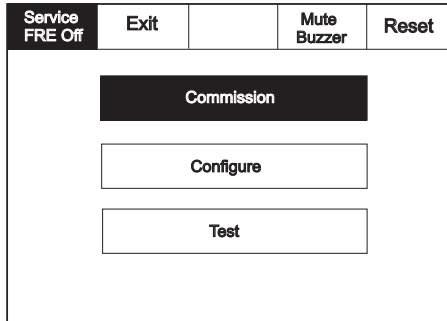 Service
FRE Off
Exit
Mute
Buzzer
Reset
Commission
Configure
Test